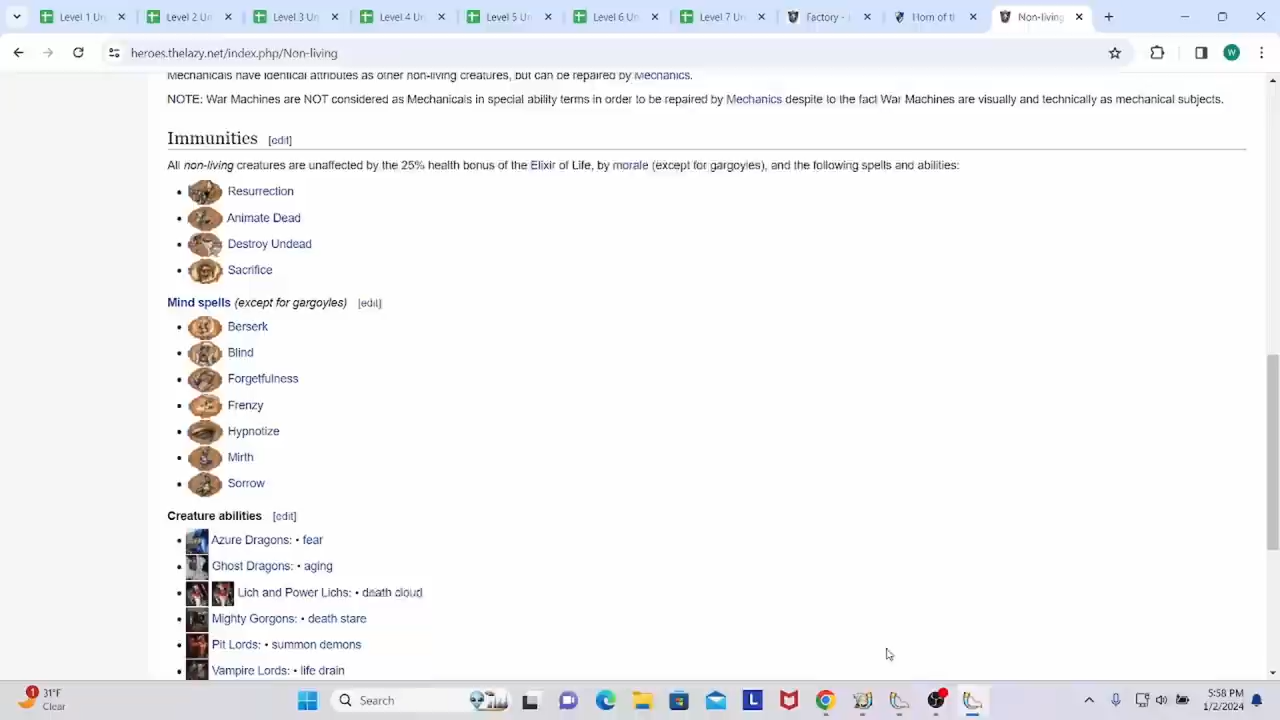 Level 1 Un
Level 2 Un
Level 3 Un
Level 4 Un
Level 5 Un
Level 6 Un
Level 7 Un
Factory -
Horn of t
Non-living
heroes.thelazy.net/index.php/Non-living
W
Mechanicals have identical attributes as other non-living creatures, but can be repaired by Mechanics.
NOTE: War Machines are NOT considered as Mechanicals in special ability terms in order to be repaired by Mechanics despite to the fact War Machines are visually and technically as mechanical subjects.
Immunities [edit]
All non-living creatures are unaffected by the 25% health bonus of the Elixir of Life, by morale (except for gargoyles), and the following spells and abilities:
Resurrection
Animate Dead
Destroy Undead
Sacrifice
Mind spells (except for gargoyles) [edit]
Berserk
Blind
Forgetfulness
Frenzy
Hypnotize
Mirth
Sorrow
Creature abilities [edit]
Azure Dragons: • fear
Ghost Dragons: • aging
Lich and Power Lichs: • death cloud
Mighty Gorgons: • death stare
Pit Lords: • summon demons
Vampire Lords: • life drain
1
31°F
Clear
Search
L
5:58 PM
1/2/2024